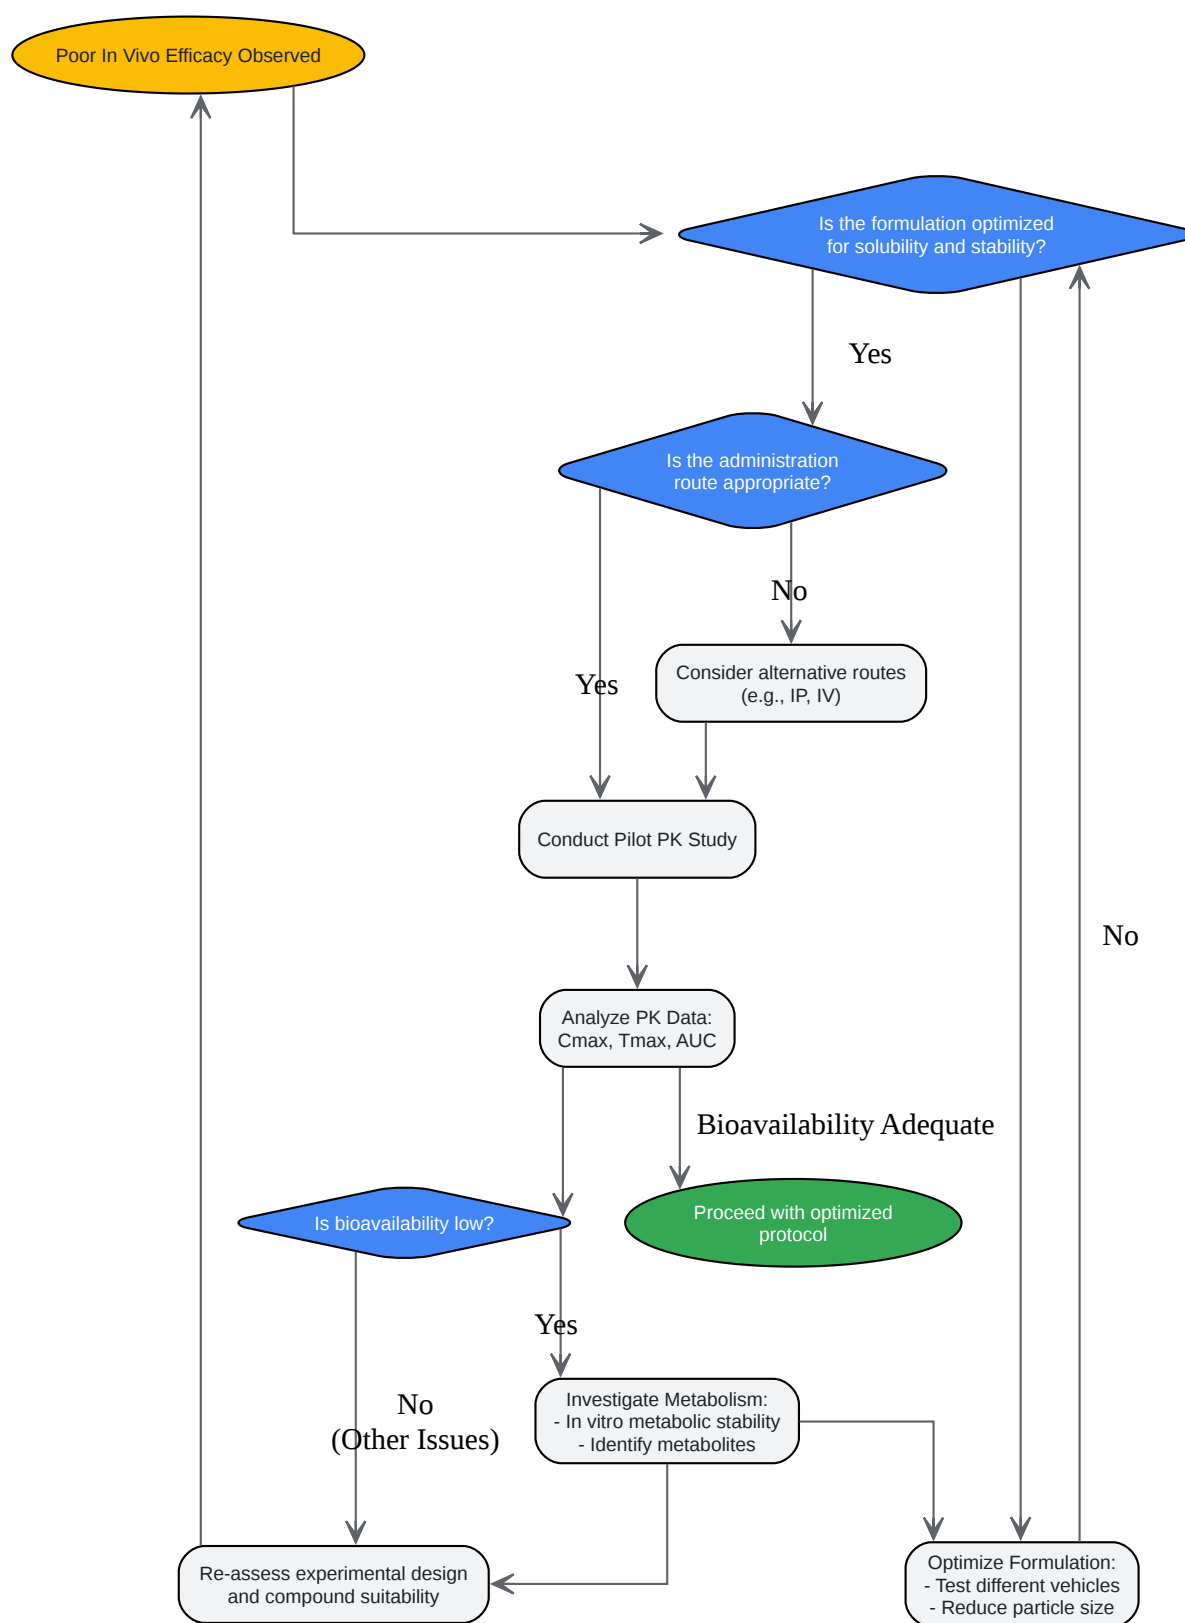 Poor In Vivo Efficacy Observed
Is the formulation optimized
for solubility and stability?
Yes
Is the administration
route appropriate?
No
Consider alternative routes
(e.g., IP, IV)
Yes
Conduct Pilot PK Study
No
Analyze PK Data:
Cmax, Tmax, AUC
Bioavailability Adequate
Is bioavailability low?
Proceed with optimized
protocol
Yes
No
(Other Issues)
Investigate Metabolism:
- In vitro metabolic stability
- Identify metabolites
Re-assess experimental design
and compound suitability
Optimize Formulation:
- Test different vehicles
- Reduce particle size